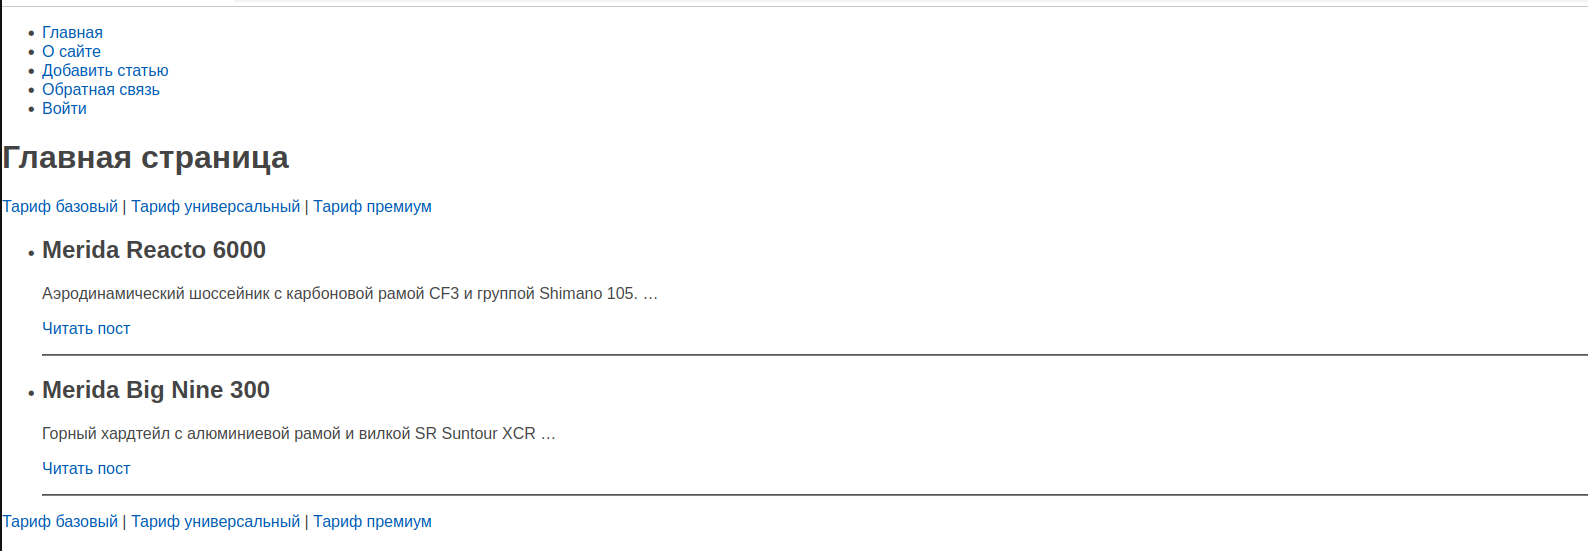 Главная
О сайте
Добавить статью
Обратная связь
Войти
Главная страница
Тариф базовый | Тариф универсальный | Тариф премиум
Merida Reacto 6000
Аэродинамический шоссейник с карбоновой рамой CF3 и группой Shimano 105. …
Читать пост
Merida Big Nine 300
Горный хардтейл с алюминиевой рамой и вилкой SR Suntour XCR …
Читать пост
Тариф базовый | Тариф универсальный | Тариф премиум